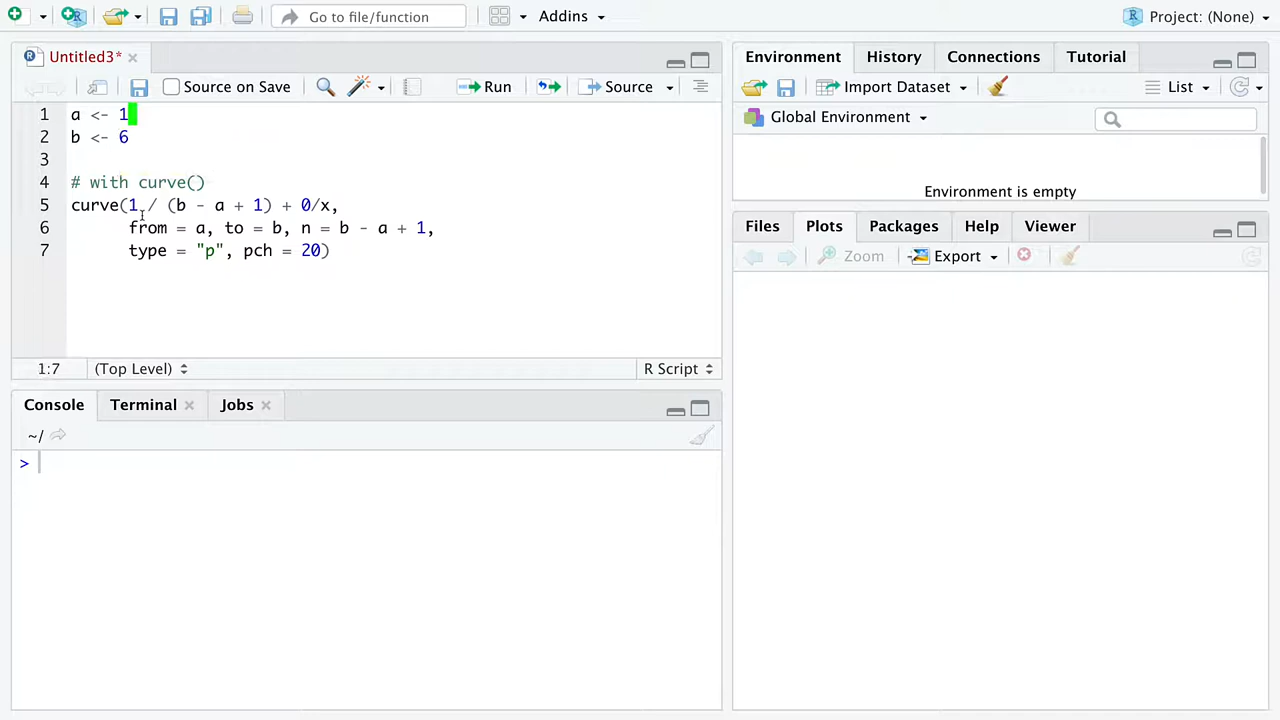 Go to file/function
Addins
Project: (None)
Untitled3*
Source on Save
Run
Source
1 a <- 1
2 b <- 6
3
4 # with curve()
5 curve(1 / (b - a + 1) + 0/x,
6 from = a, to = b, n = b - a + 1,
7 type = "p", pch = 20)
1:7 (Top Level) R Script
Console Terminal Jobs
~/
>
Environment History Connections Tutorial
Import Dataset List
Global Environment
Environment is empty
Files Plots Packages Help Viewer
Zoom Export